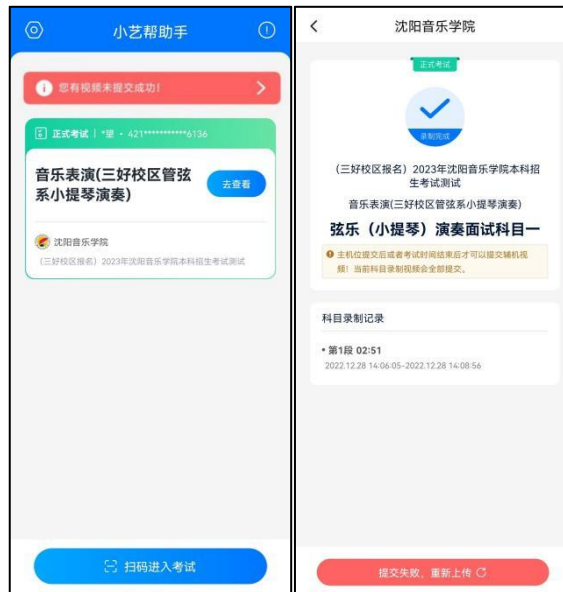 小艺帮助手
您有视频未提交成功！
正式考试 | *望 · 421***********6136
音乐表演(三好校区管弦
系小提琴演奏)
去查看
沈阳音乐学院
(三好校区报名) 2023年沈阳音乐学院本科招生考试测试
扫码进入考试
沈阳音乐学院
正式考试
录制完成
(三好校区报名) 2023年沈阳音乐学院本科招
生考试测试
音乐表演(三好校区管弦系小提琴演奏)
弦乐（小提琴）演奏面试科目一
主机位提交后或者考试时间结束后才可以提交辅机视
频！当前科目录制视频会全部提交。
科目录制记录
• 第1段 02:51
2022.12.28 14:06:05-2022.12.28 14:08:56
提交失败，重新上传